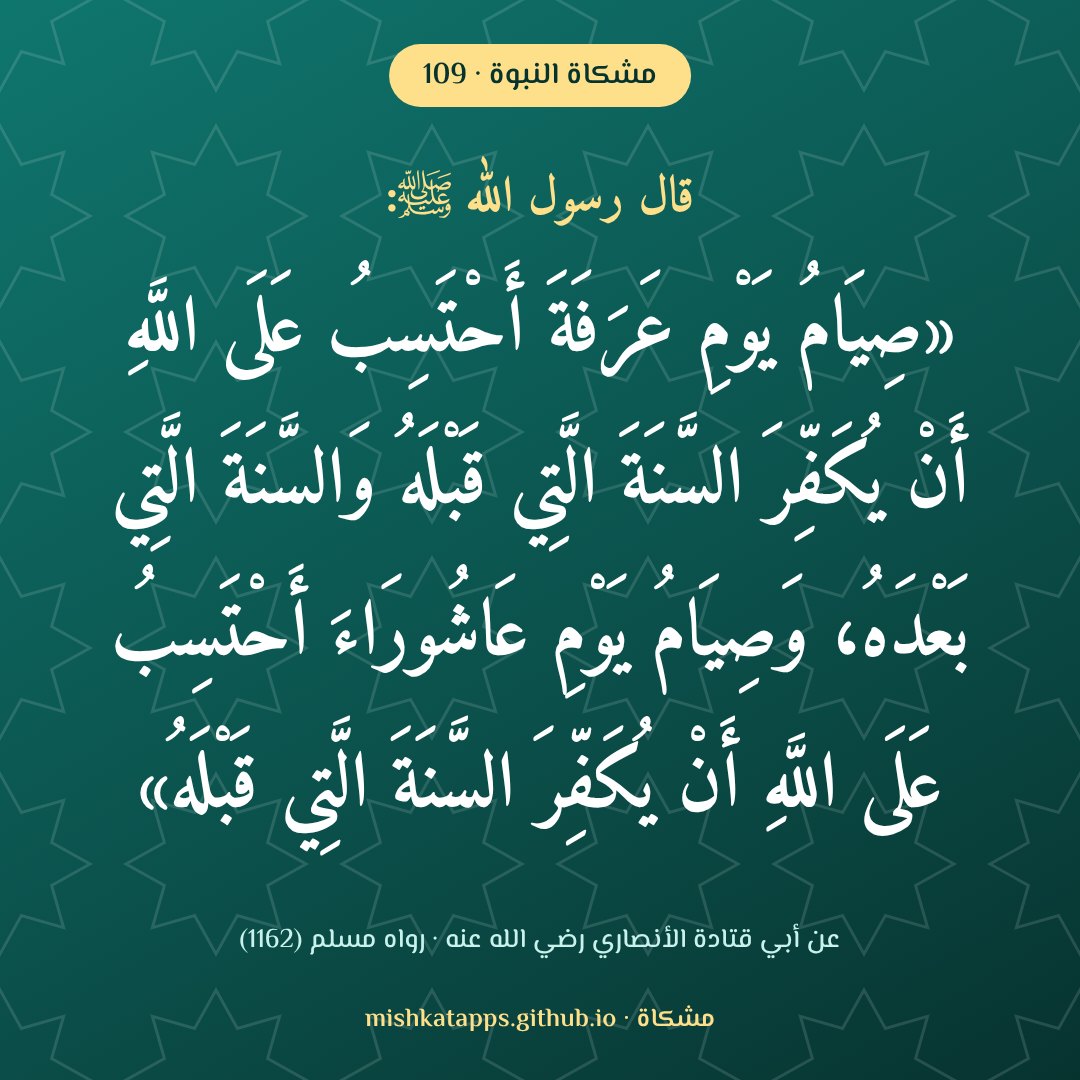 مشكاة النبوة · 109
قال رسول الله ﷺ:
«صِيَامُ يَوْمِ عَرَفَةَ أَحْتَسِبُ عَلَى اللَّهِ
أَنْ يُكَفِّرَ السَّنَةَ الَّتِي قَبْلَهُ وَالسَّنَةَ الَّتِي
بَعْدَهُ، وَصِيَامُ يَوْمِ عَاشُورَاءَ أَحْتَسِبُ
عَلَى اللَّهِ أَنْ يُكَفِّرَ السَّنَةَ الَّتِي قَبْلَهُ»
عن أبي قتادة الأنصاري رضي الله عنه · رواه مسلم (1162)
مشكاة · mishkatapps.github.io